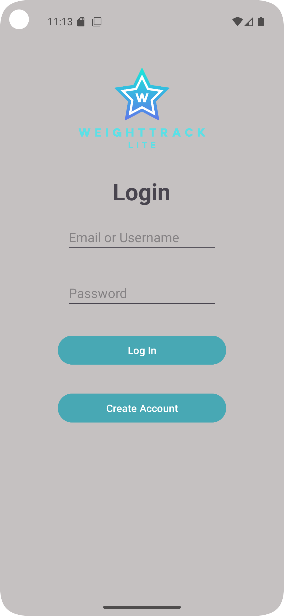 11:13
W
WEIGHTTRACK
LITE
Login
Email or Username
Password
Log In
Create Account